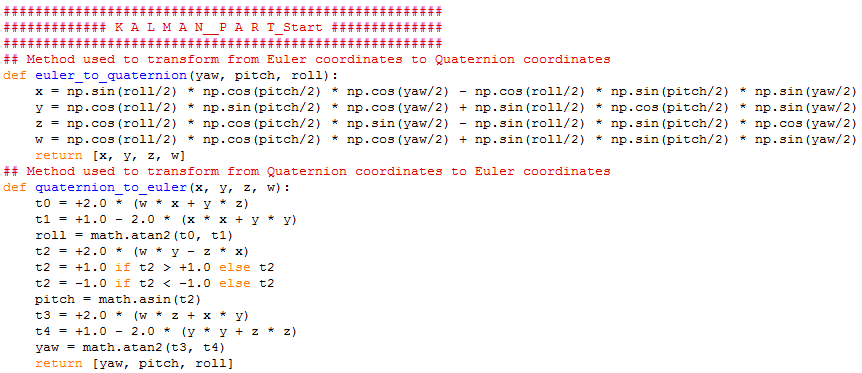 #######################################################
############# K A L M A N__P A R T_Start ##############
#######################################################
## Method used to transform from Euler coordinates to Quaternion coordinates
def euler_to_quaternion(yaw, pitch, roll):
    x = np.sin(roll/2) * np.cos(pitch/2) * np.cos(yaw/2) - np.cos(roll/2) * np.sin(pitch/2) * np.sin(yaw/2)
    y = np.cos(roll/2) * np.sin(pitch/2) * np.cos(yaw/2) + np.sin(roll/2) * np.cos(pitch/2) * np.sin(yaw/2)
    z = np.cos(roll/2) * np.cos(pitch/2) * np.sin(yaw/2) - np.sin(roll/2) * np.sin(pitch/2) * np.cos(yaw/2)
    w = np.cos(roll/2) * np.cos(pitch/2) * np.cos(yaw/2) + np.sin(roll/2) * np.sin(pitch/2) * np.sin(yaw/2)
    return [x, y, z, w]
## Method used to transform from Quaternion coordinates to Euler coordinates
def quaternion_to_euler(x, y, z, w):
    t0 = +2.0 * (w * x + y * z)
    t1 = +1.0 - 2.0 * (x * x + y * y)
    roll = math.atan2(t0, t1)
    t2 = +2.0 * (w * y - z * x)
    t2 = +1.0 if t2 > +1.0 else t2
    t2 = -1.0 if t2 < -1.0 else t2
    pitch = math.asin(t2)
    t3 = +2.0 * (w * z + x * y)
    t4 = +1.0 - 2.0 * (y * y + z * z)
    yaw = math.atan2(t3, t4)
    return [yaw, pitch, roll]